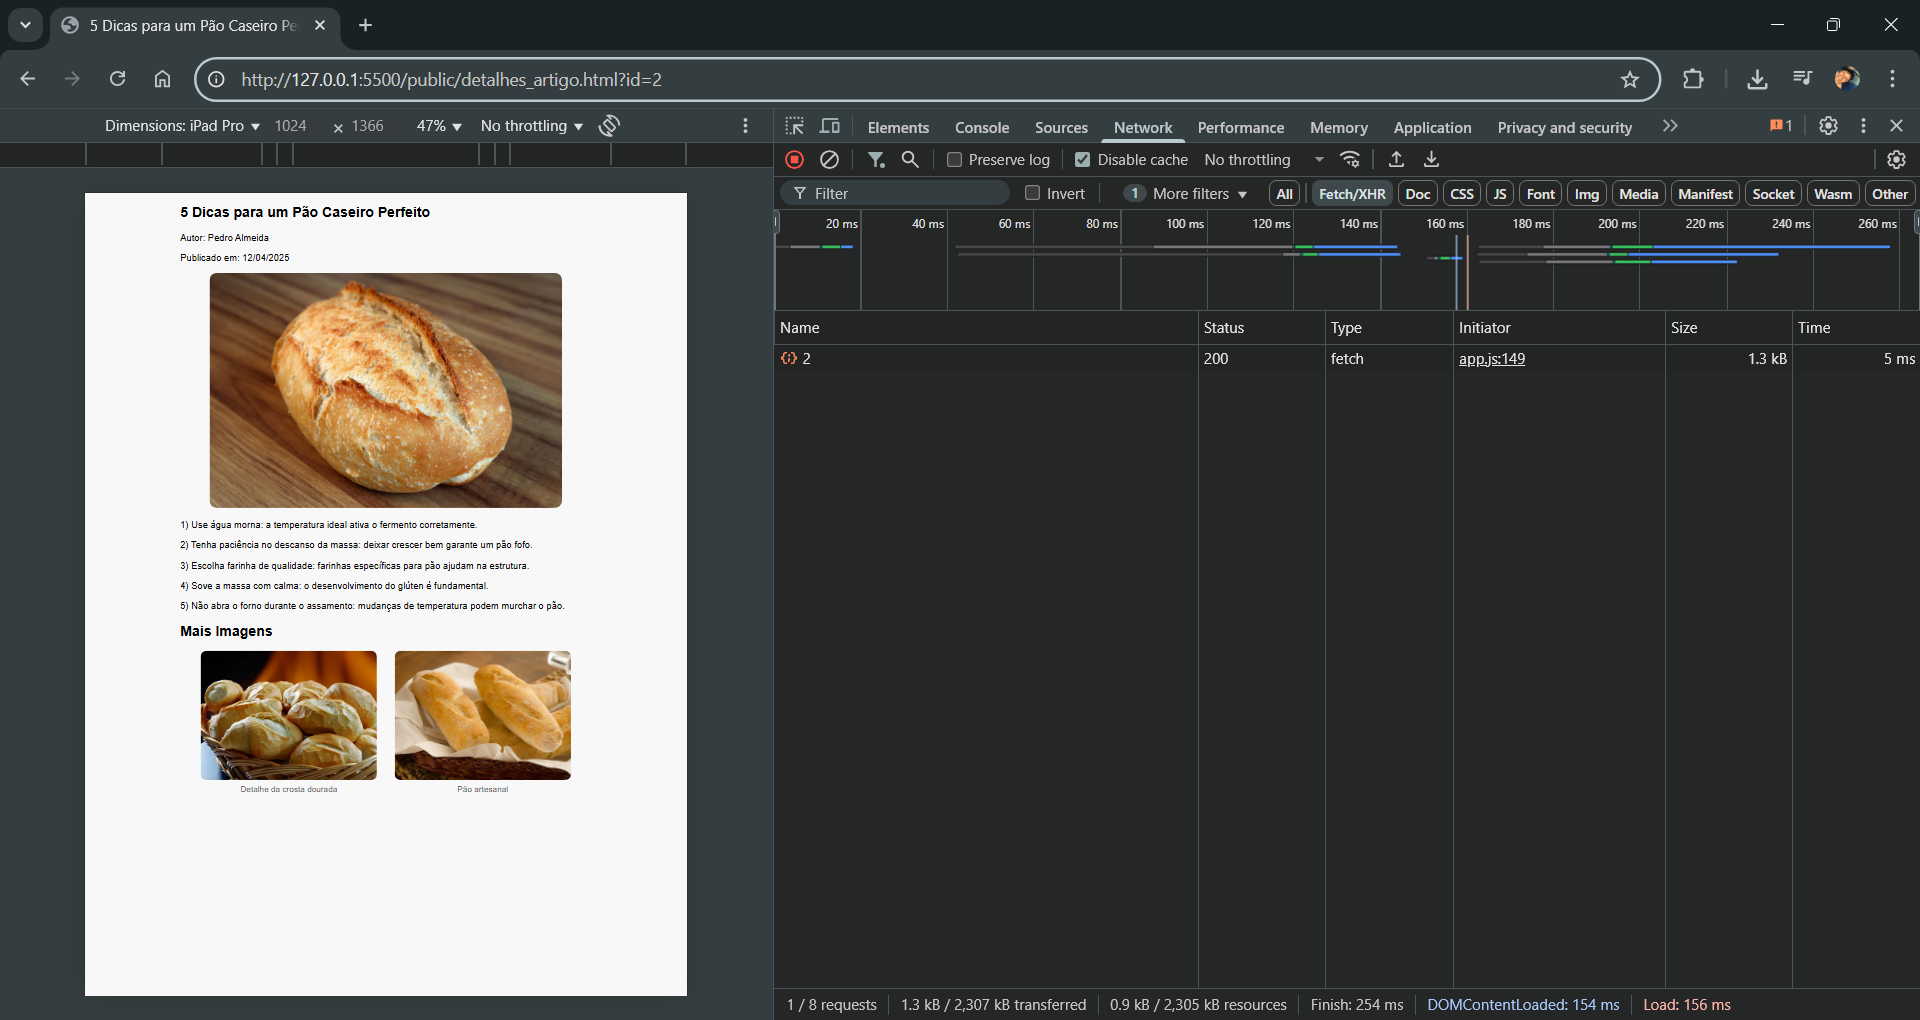 5 Dicas para um Pão Caseiro Pe
http://127.0.0.1:5500/public/detalhes_artigo.html?id=2
Dimensions: iPad Pro 1024 × 1366 47% No throttling
Elements Console Sources Network Performance Memory Application Privacy and security 1
Preserve log Disable cache No throttling
Filter Invert 1 More filters All Fetch/XHR Doc CSS JS Font Img Media Manifest Socket Wasm Other
20 ms 40 ms 60 ms 80 ms 100 ms 120 ms 140 ms 160 ms 180 ms 200 ms 220 ms 240 ms 260 ms
Name Status Type Initiator Size Time
2 200 fetch app.js:149 1.3 kB 5 ms
5 Dicas para um Pão Caseiro Perfeito
Autor: Pedro Almeida
Publicado em: 12/04/2025
1) Use água morna: a temperatura ideal ativa o fermento corretamente.
2) Tenha paciência no descanso da massa: deixar crescer bem garante um pão fofo.
3) Escolha farinha de qualidade: farinhas específicas para pão ajudam na estrutura.
4) Sove a massa com calma: o desenvolvimento do glúten é fundamental.
5) Não abra o forno durante o assamento: mudanças de temperatura podem murchar o pão.
Mais Imagens
Detalhe da crosta dourada
Pão artesanal
1 / 8 requests 1.3 kB / 2,307 kB transferred 0.9 kB / 2,305 kB resources Finish: 254 ms DOMContentLoaded: 154 ms Load: 156 ms